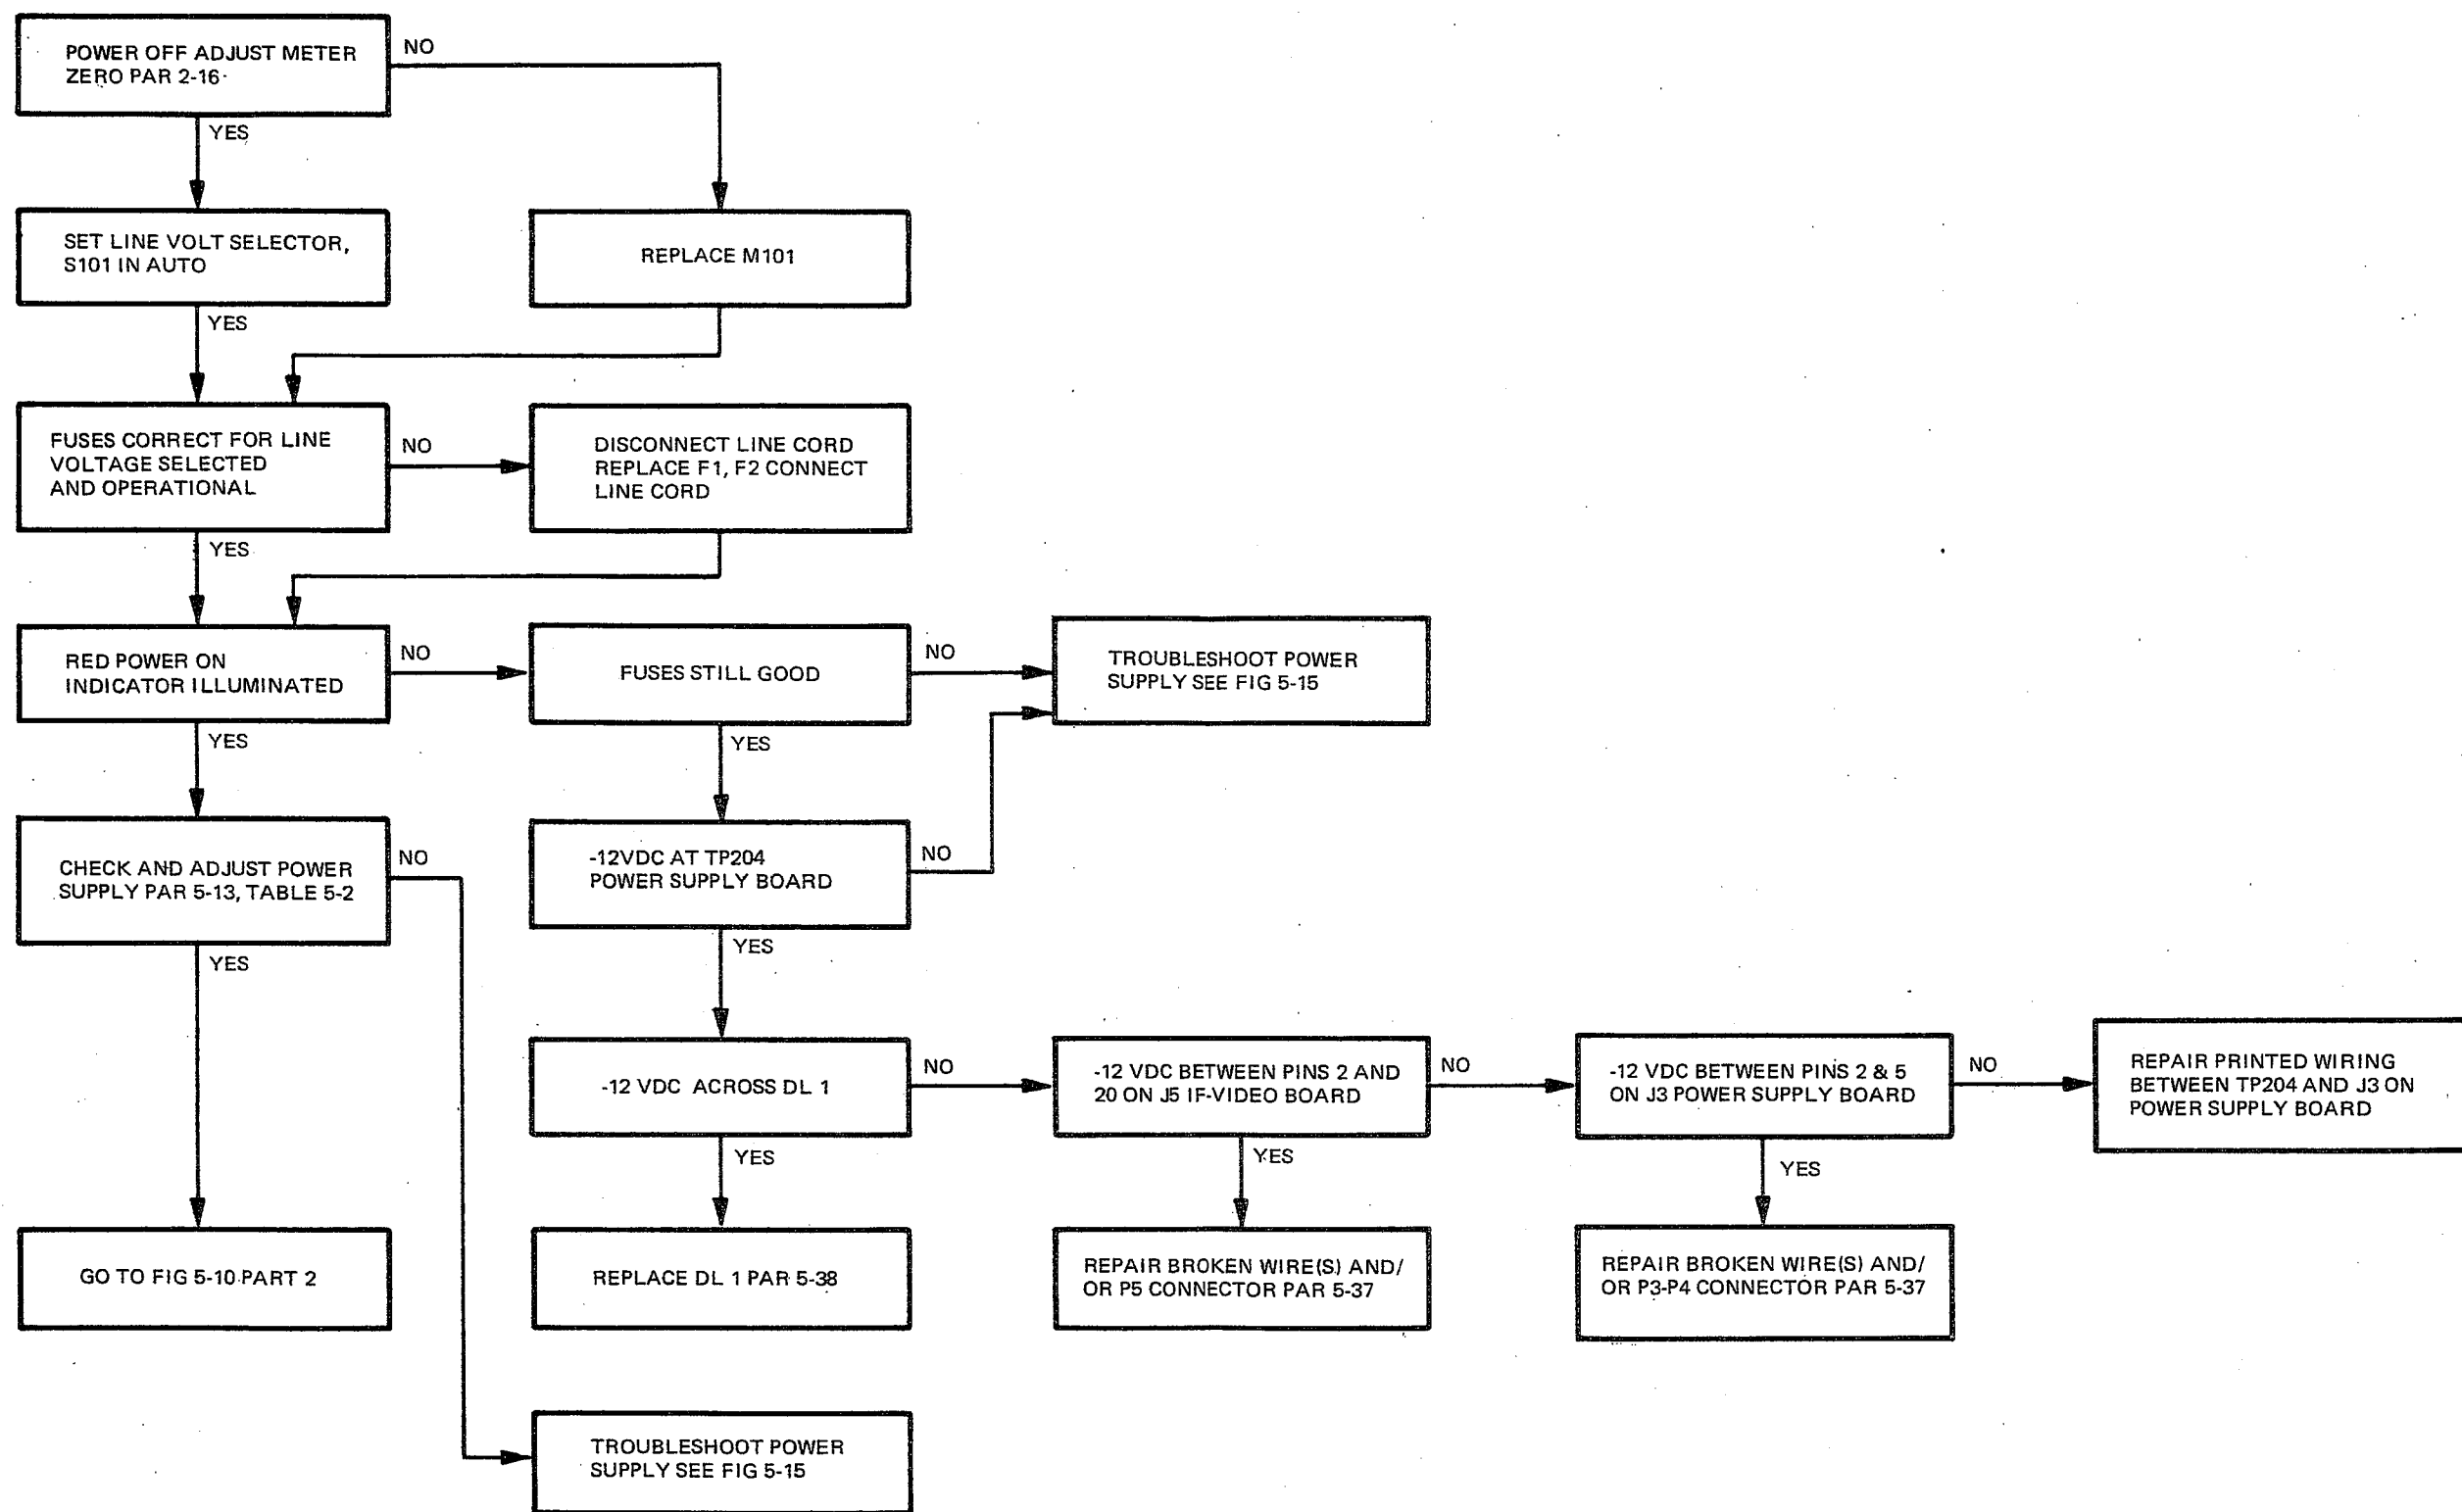 POWER OFF ADJUST METER
ZERO PAR 2-16
NO
YES
SET LINE VOLT SELECTOR,
S101 IN AUTO
REPLACE M101
YES
FUSES CORRECT FOR LINE
VOLTAGE SELECTED
AND OPERATIONAL
NO
DISCONNECT LINE CORD
REPLACE F1, F2 CONNECT
LINE CORD
YES
RED POWER ON
INDICATOR ILLUMINATED
NO
FUSES STILL GOOD
NO
TROUBLESHOOT POWER
SUPPLY SEE FIG 5-15
YES
YES
CHECK AND ADJUST POWER
SUPPLY PAR 5-13, TABLE 5-2
NO
-12VDC AT TP204
POWER SUPPLY BOARD
NO
YES
YES
-12 VDC ACROSS DL 1
NO
-12 VDC BETWEEN PINS 2 AND
20 ON J5 IF-VIDEO BOARD
NO
-12 VDC BETWEEN PINS 2 & 5
ON J3 POWER SUPPLY BOARD
NO
REPAIR PRINTED WIRING
BETWEEN TP204 AND J3 ON
POWER SUPPLY BOARD
YES
YES
YES
GO TO FIG 5-10 PART 2
REPLACE DL 1 PAR 5-38
REPAIR BROKEN WIRE(S) AND/
OR P5 CONNECTOR PAR 5-37
REPAIR BROKEN WIRE(S) AND/
OR P3-P4 CONNECTOR PAR 5-37
TROUBLESHOOT POWER
SUPPLY SEE FIG 5-15